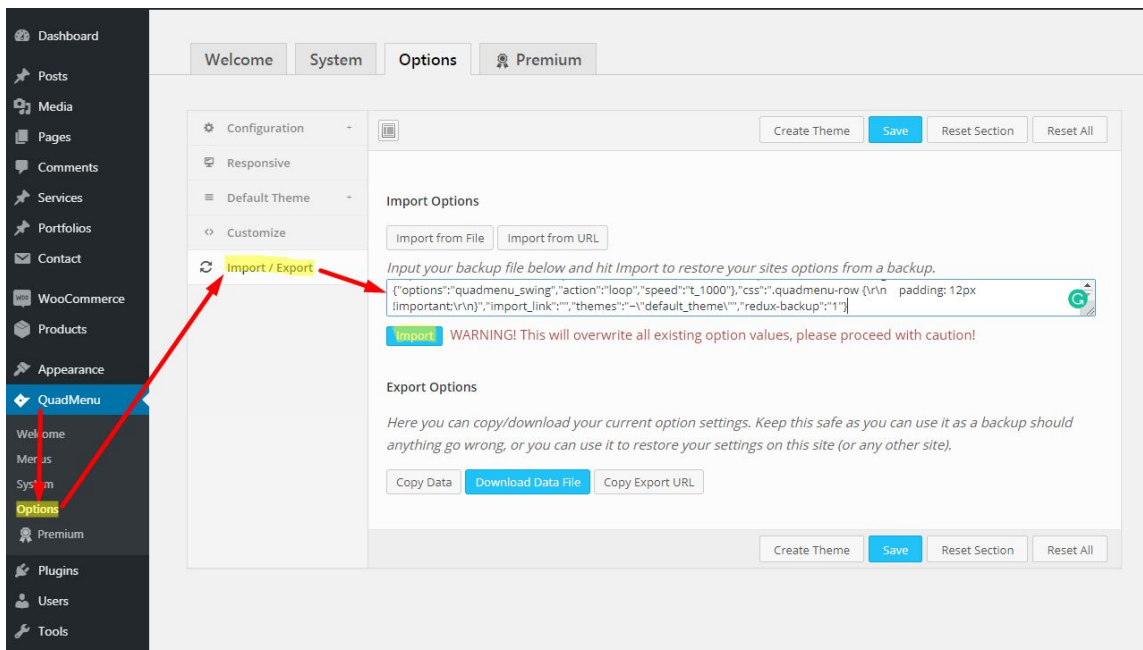 Dashboard
Posts
Media
Pages
Comments
Services
Portfolios
Contact
WooCommerce
Products
Appearance
QuadMenu
Welcome
Menus
System
Options
Premium
Plugins
Users
Tools
Welcome
System
Options
Premium
Configuration
Responsive
Default Theme
Customize
Import / Export
Create Theme
Save
Reset Section
Reset All
Import Options
Import from File
Import from URL
Input your backup file below and hit Import to restore your sites options from a backup.
{"options":"quadmenu_swing","action":"loop","speed":"t_1000"},"css":".quadmenu-row {\r\n    padding: 12px
!important;\r\n}","import_link":"","themes":"~\"default_theme\"","redux-backup":"1"}
Import
WARNING! This will overwrite all existing option values, please proceed with caution!
Export Options
Here you can copy/download your current option settings. Keep this safe as you can use it as a backup should
anything go wrong, or you can use it to restore your settings on this site (or any other site).
Copy Data
Download Data File
Copy Export URL
Create Theme
Save
Reset Section
Reset All